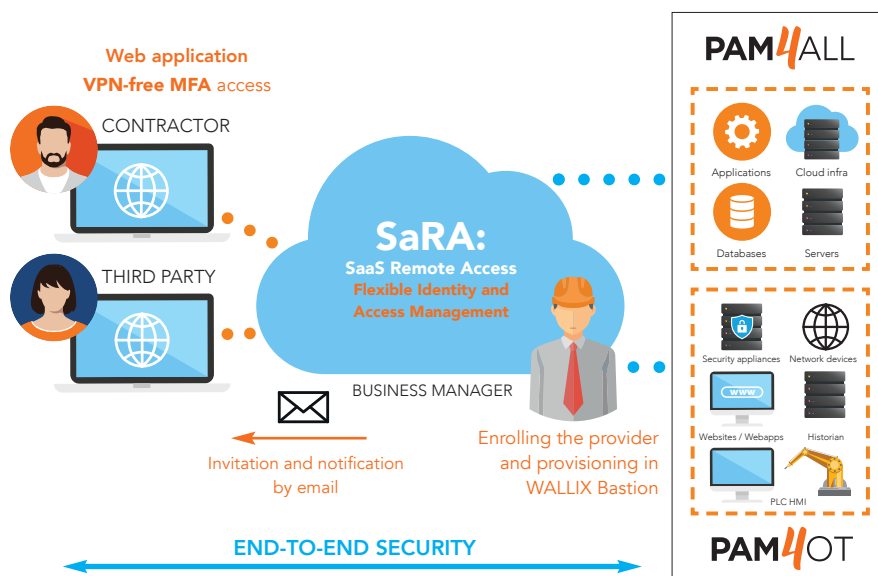 Web application
VPN-free MFA access
CONTRACTOR
THIRD PARTY
SaRA:
SaaS Remote Access
Flexible Identity and
Access Management
BUSINESS MANAGER
Invitation and notification
by email
Enrolling the provider
and provisioning in
WALLIX Bastion
END-TO-END SECURITY
PAM4ALL
Applications
Cloud infra
Databases
Servers
Security appliances
Network devices
www
Websites / Webapps
Historian
PLC HMI
PAM4OT